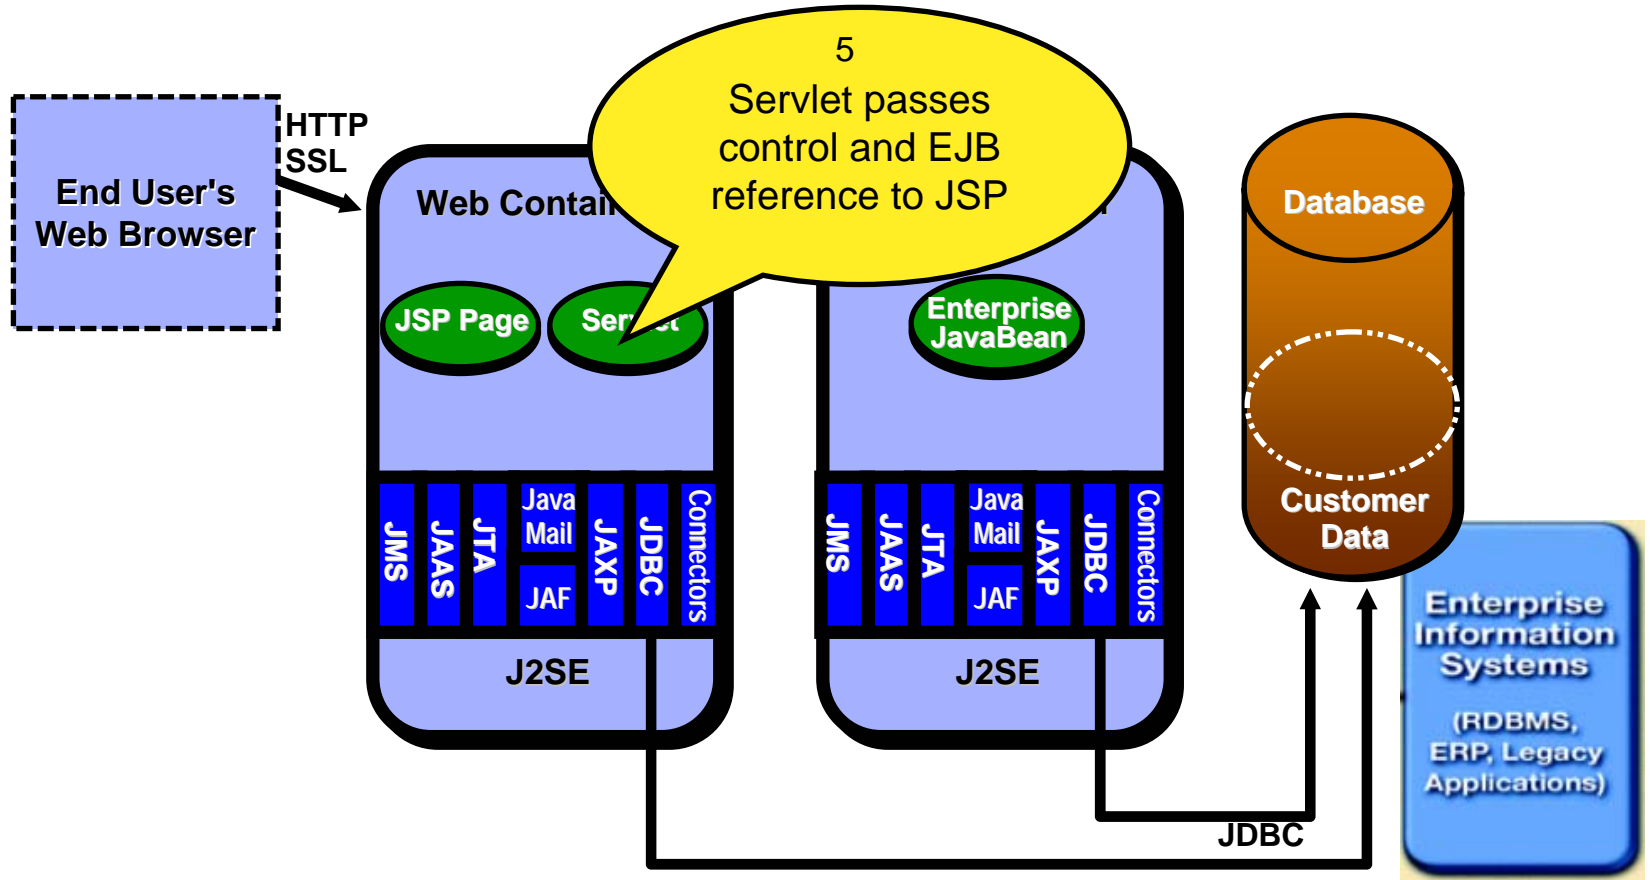 5
Servlet passes
control and EJB
reference to JSP
HTTP
SSL
End User's
Web Browser
Web
JSP Page
Servlet
JMS
JAAS
JTA
Java
Mail
JAF
JAXP
JDBC
Connectors
J2SE
Enterprise
JavaBean
JMS
JAAS
JTA
Java
Mail
JAF
JAXP
JDBC
Connectors
J2SE
Database
Customer
Data
JDBC
Enterprise
Information
Systems
(RDBMS,
ERP, Legacy
Applications)